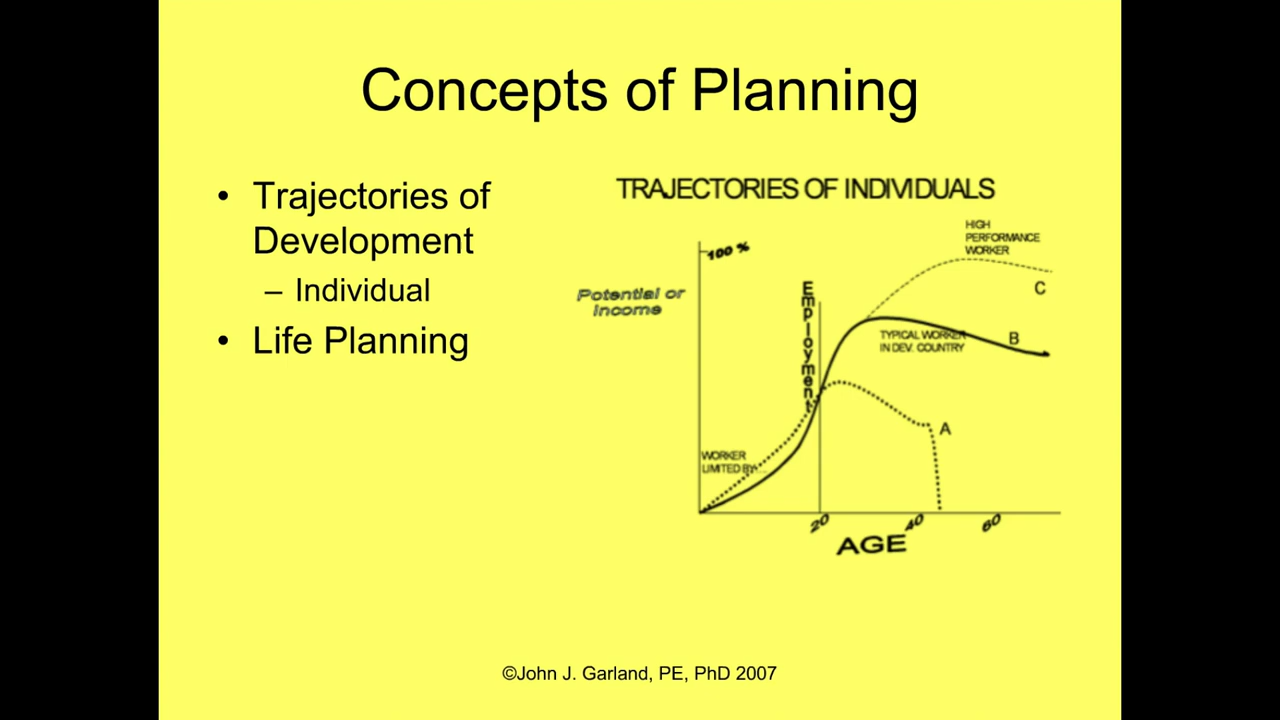 Concepts of Planning
• Trajectories of
Development
– Individual
• Life Planning
TRAJECTORIES OF INDIVIDUALS
HIGH
PERFORMANCE
WORKER
100 %
Potential or
Income
Employment
C
TYPICAL WORKER
IN DEV. COUNTRY
B
A
WORKER
LIMITED BY....
20
40
60
AGE
©John J. Garland, PE, PhD 2007